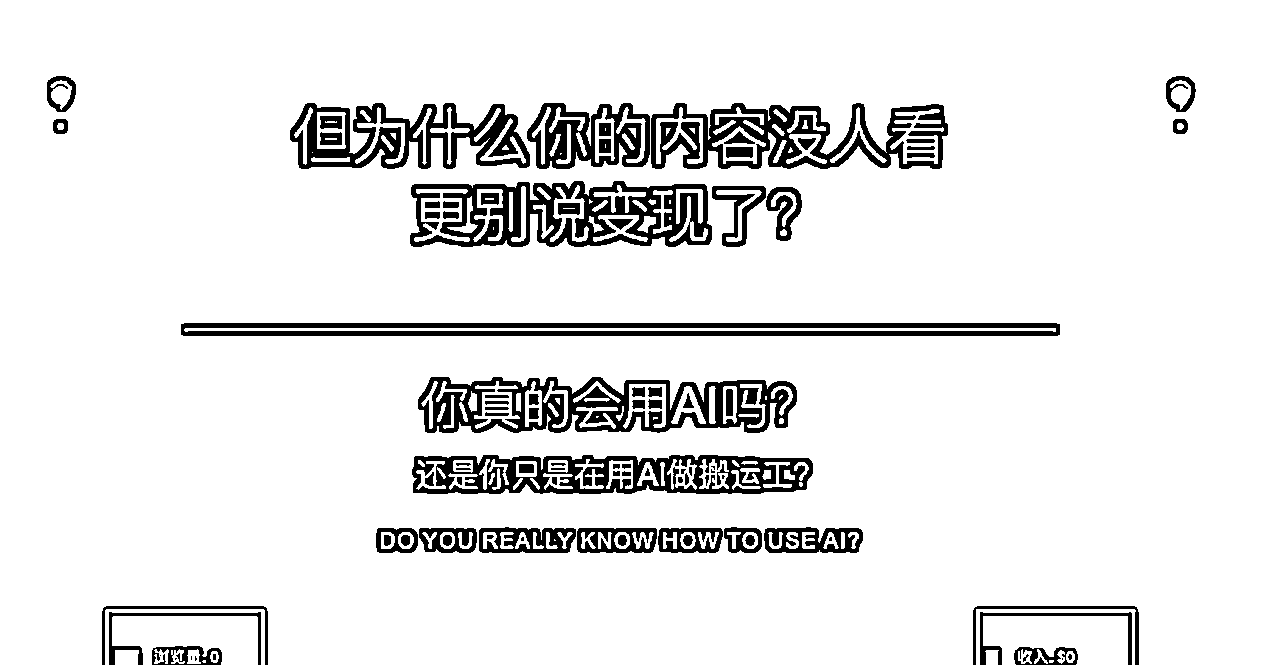 但为什么你的内容没人看
更别说变现了?
你真的会用AI吗?
还是你只是在用AI做搬运工?
DO YOU REALLY KNOW HOW TO USE AI?
浏览量:0
收入:$0